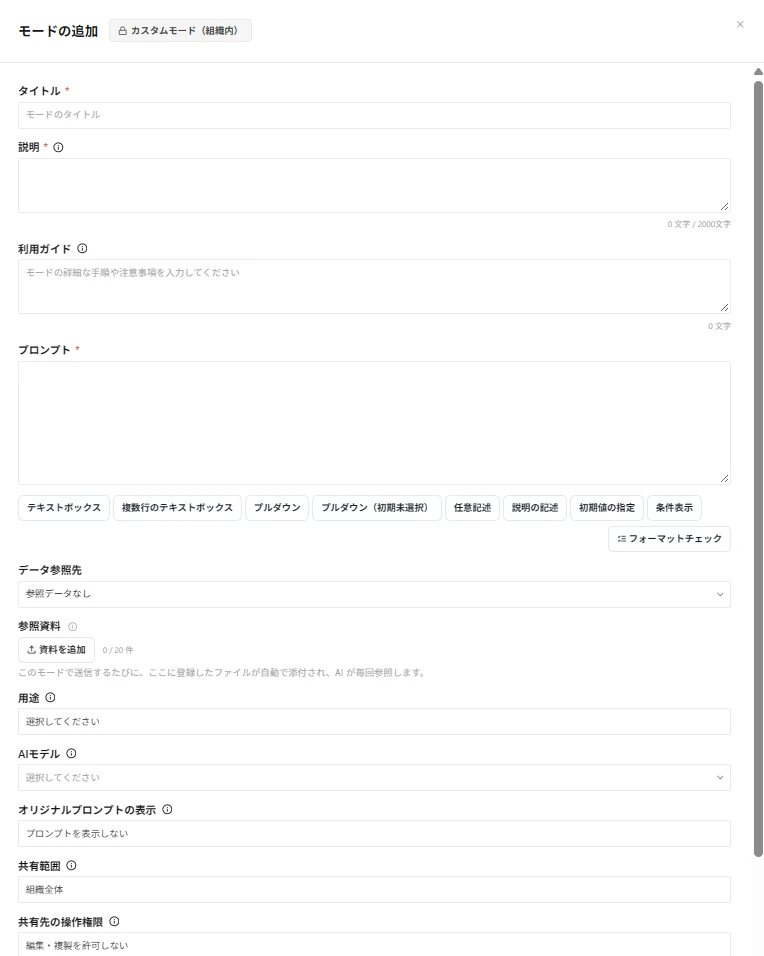 モードの追加 カスタムモード（組織内）
タイトル *
モードのタイトル
説明 *
0 文字 / 2000文字
利用ガイド
モードの詳細な手順や注意事項を入力してください
0 文字
プロンプト *
テキストボックス 複数行のテキストボックス プルダウン プルダウン（初期未選択） 任意記述 説明の記述 初期値の指定 条件表示
フォーマットチェック
データ参照先
参照データなし
参照資料
資料を追加 0 / 20 件
このモードで送信するたびに、ここに登録したファイルが自動で添付され、AI が毎回参照します。
用途
選択してください
AIモデル
選択してください
オリジナルプロンプトの表示
プロンプトを表示しない
共有範囲
組織全体
共有先の操作権限
編集・複製を許可しない